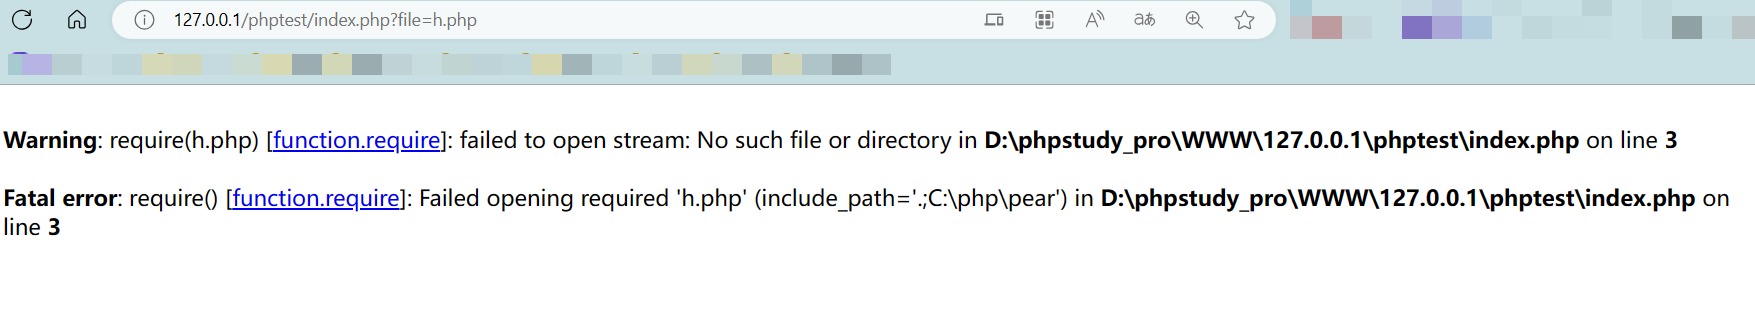 127.0.0.1/phptest/index.php?file=h.php
Warning: require(h.php) [function.require]: failed to open stream: No such file or directory in D:\phpstudy_pro\WWW\127.0.0.1\phptest\index.php on line 3
Fatal error: require() [function.require]: Failed opening required 'h.php' (include_path='.;C:\php\pear') in D:\phpstudy_pro\WWW\127.0.0.1\phptest\index.php on
line 3